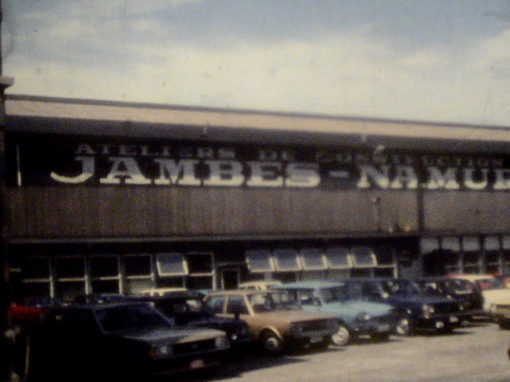 ATELIERS DE CONSTRUCTION
JAMBES-NAMUR